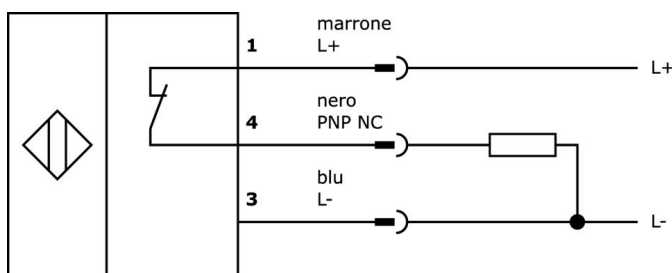 marrone
1 L+
L+
nero
4 PNP NC
blu
3 L-
L-